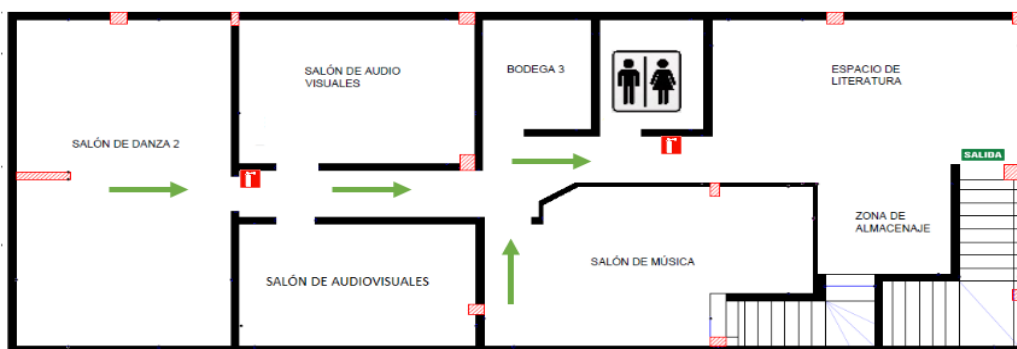 SALÓN DE AUDIO
VISUALES
BODEGA 3
ESPACIO DE
LITERATURA
SALÓN DE DANZA 2
SALIDA
ZONA DE
ALMACENAJE
SALÓN DE MÚSICA
SALÓN DE AUDIOVISUALES